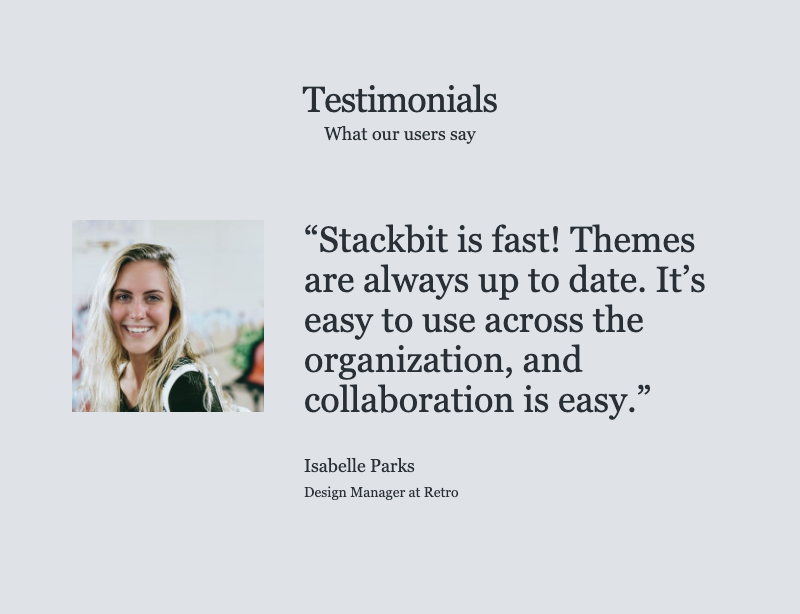 Testimonials
What our users say
“Stackbit is fast! Themes
are always up to date. It’s
easy to use across the
organization, and
collaboration is easy.”
Isabelle Parks
Design Manager at Retro